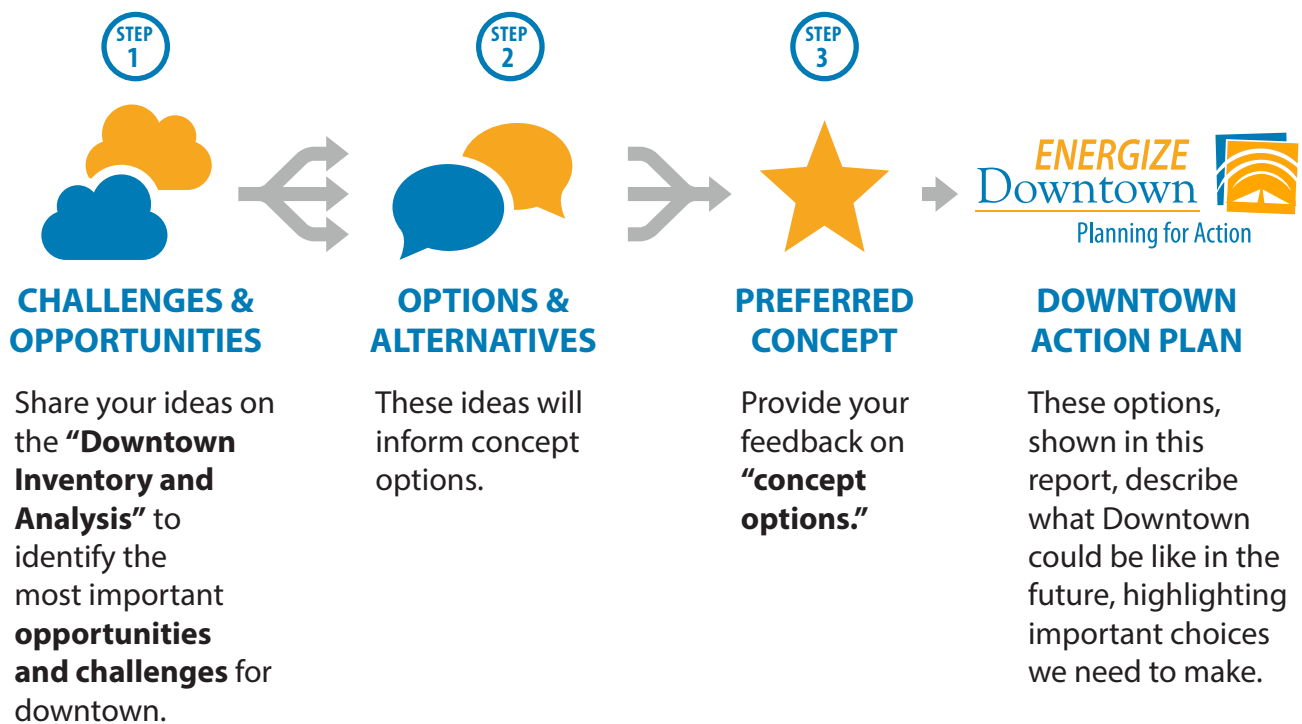 STEP
1
STEP
2
STEP
3
ENERGIZE
Downtown
Planning for Action
CHALLENGES &
OPPORTUNITIES
Share your ideas on
the “Downtown
Inventory and
Analysis” to
identify the
most important
opportunities
and challenges for
downtown.
OPTIONS &
ALTERNATIVES
These ideas will
inform concept
options.
PREFERRED
CONCEPT
Provide your
feedback on
“concept
options.”
DOWNTOWN
ACTION PLAN
These options,
shown in this
report, describe
what Downtown
could be like in the
future, highlighting
important choices
we need to make.